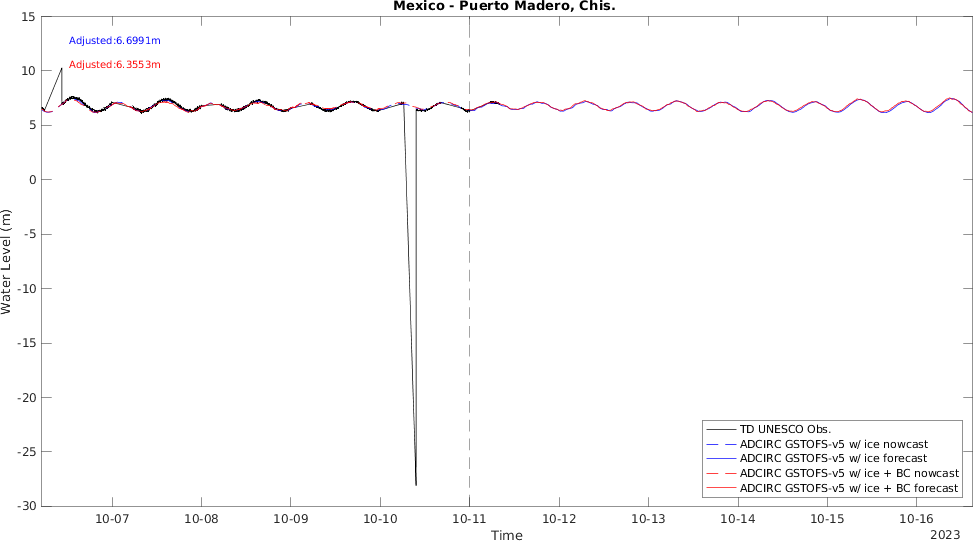 Mexico - Puerto Madero, Chis.
15
Adjusted:6.6991m
Adjusted:6.3553m
10
5
0
-5
-10
-15
-20
-25
-30
Water Level (m)
TD UNESCO Obs.
ADCIRC GSTOFS-v5 w/ ice nowcast
ADCIRC GSTOFS-v5 w/ ice forecast
ADCIRC GSTOFS-v5 w/ ice + BC nowcast
ADCIRC GSTOFS-v5 w/ ice + BC forecast
10-07 10-08 10-09 10-10 10-11 10-12 10-13 10-14 10-15 10-16
Time
2023